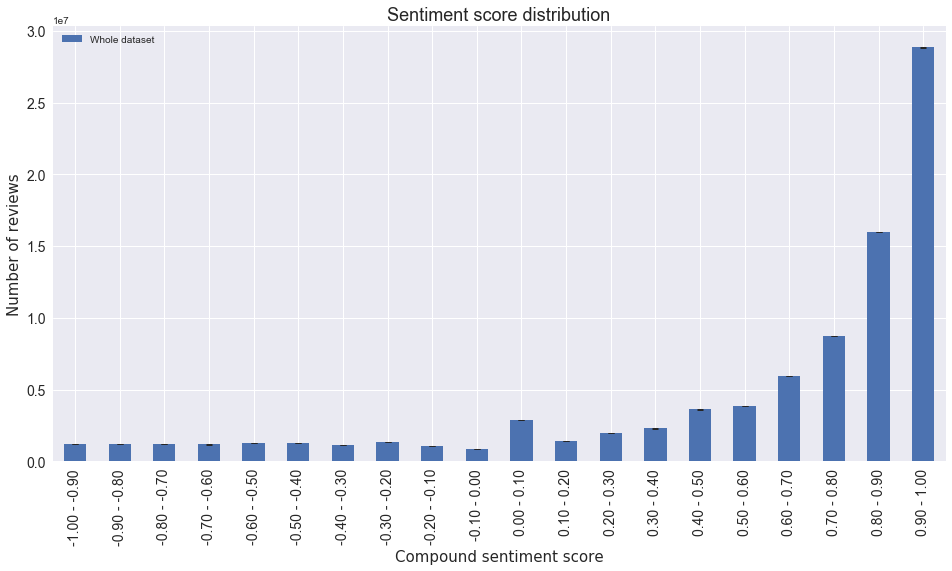 Sentiment score distribution
1e7
Whole dataset
3.0
2.5
2.0
1.5
1.0
0.5
0.0
Number of reviews
-1.00 - -0.90
-0.90 - -0.80
-0.80 - -0.70
-0.70 - -0.60
-0.60 - -0.50
-0.50 - -0.40
-0.40 - -0.30
-0.30 - -0.20
-0.20 - -0.10
-0.10 - 0.00
0.00 - 0.10
0.10 - 0.20
0.20 - 0.30
0.30 - 0.40
0.40 - 0.50
0.50 - 0.60
0.60 - 0.70
0.70 - 0.80
0.80 - 0.90
0.90 - 1.00
Compound sentiment score